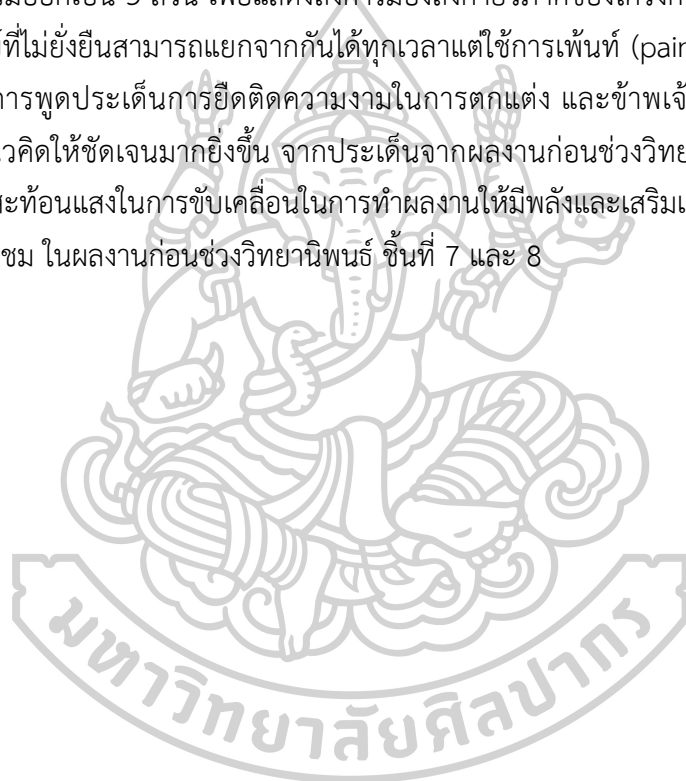 ออกเป็น
ที่ไม่ยั่งยืนสามารถแยกจากกันได้ทุกเวลาแต่ใช้การเพ้นท์ (pain
การพูดประเด็นการยึดติดความงามในการตกแต่ง และข้าพเจ้
วคิดให้ชัดเจนมากยิ่งขึ้น จากประเด็นจากผลงานก่อนช่วงวิทย
สะท้อนแสงในการขับเคลื่อนในการทำผลงานให้มีพลังและเสริมเ
ชม ในผลงานก่อนช่วงวิทยานิพนธ์ ชิ้นที่ 7 และ 8
มหาวิทยาลัยศิลปากร